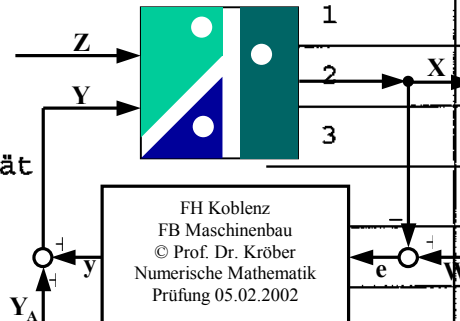 1
Z
2
X
Y
3
ät
FH Koblenz
FB Maschinenbau
© Prof. Dr. Kröber
Numerische Mathematik
Prüfung 05.02.2002
y
e
W
Y_A